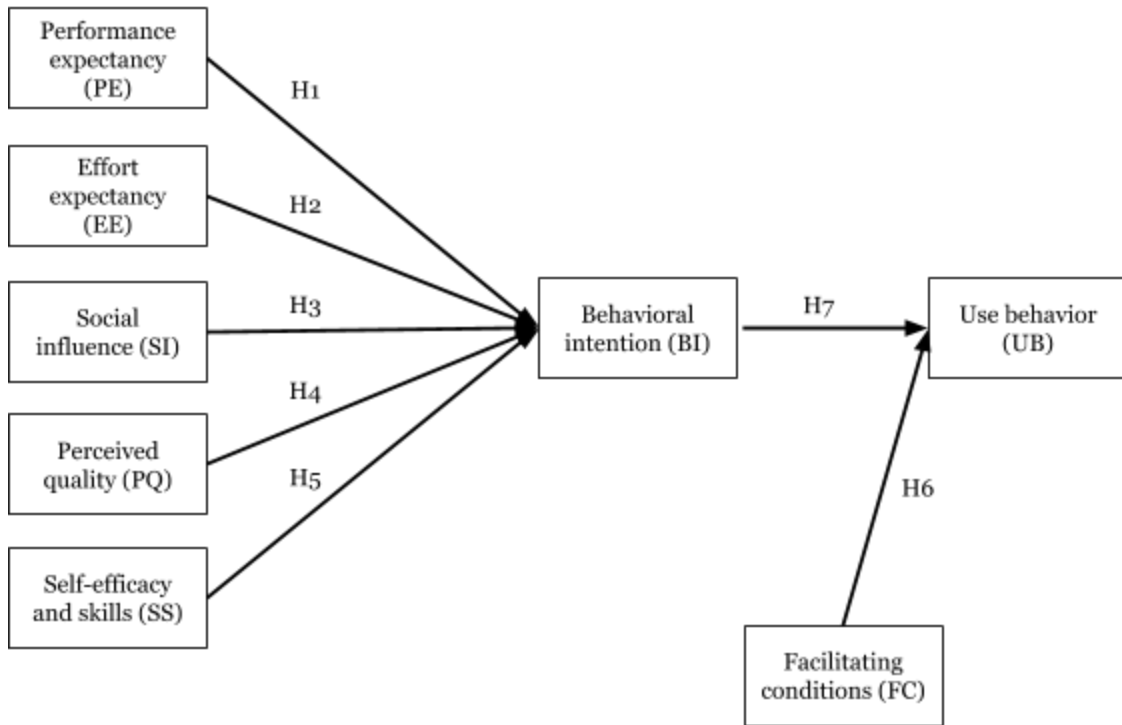 Performance
expectancy
(PE)
H1
Effort
expectancy
(EE)
H2
Social
influence (SI)
H3
Perceived
quality (PQ)
H4
Self-efficacy
and skills (SS)
H5
Behavioral
intention (BI)
H7
Use behavior
(UB)
H6
Facilitating
conditions (FC)